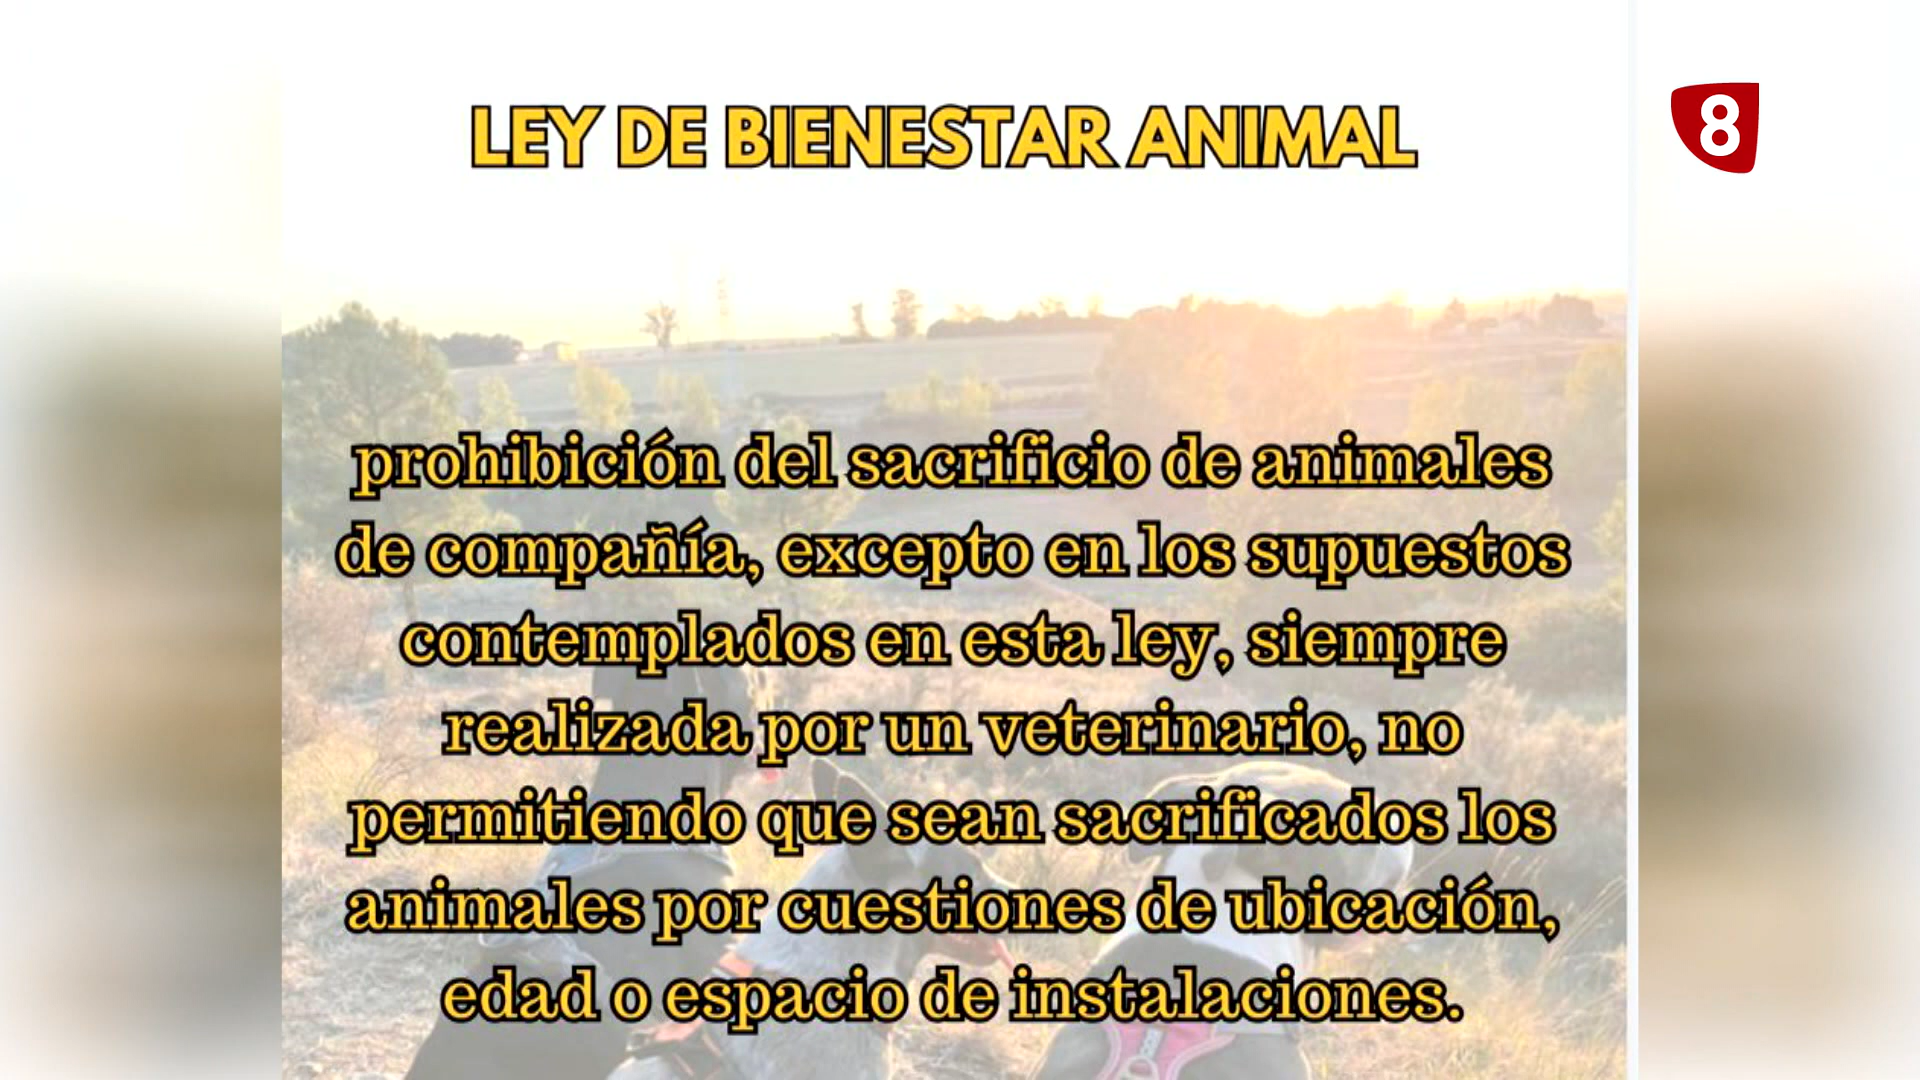 LEY DE BIENESTAR ANIMAL
8
prohibición del sacrificio de animales
de compañía, excepto en los supuestos
contemplados en esta ley, siempre
realizada por un veterinario, no
permitiendo que sean sacrificados los
animales por cuestiones de ubicación,
edad o espacio de instalaciones.